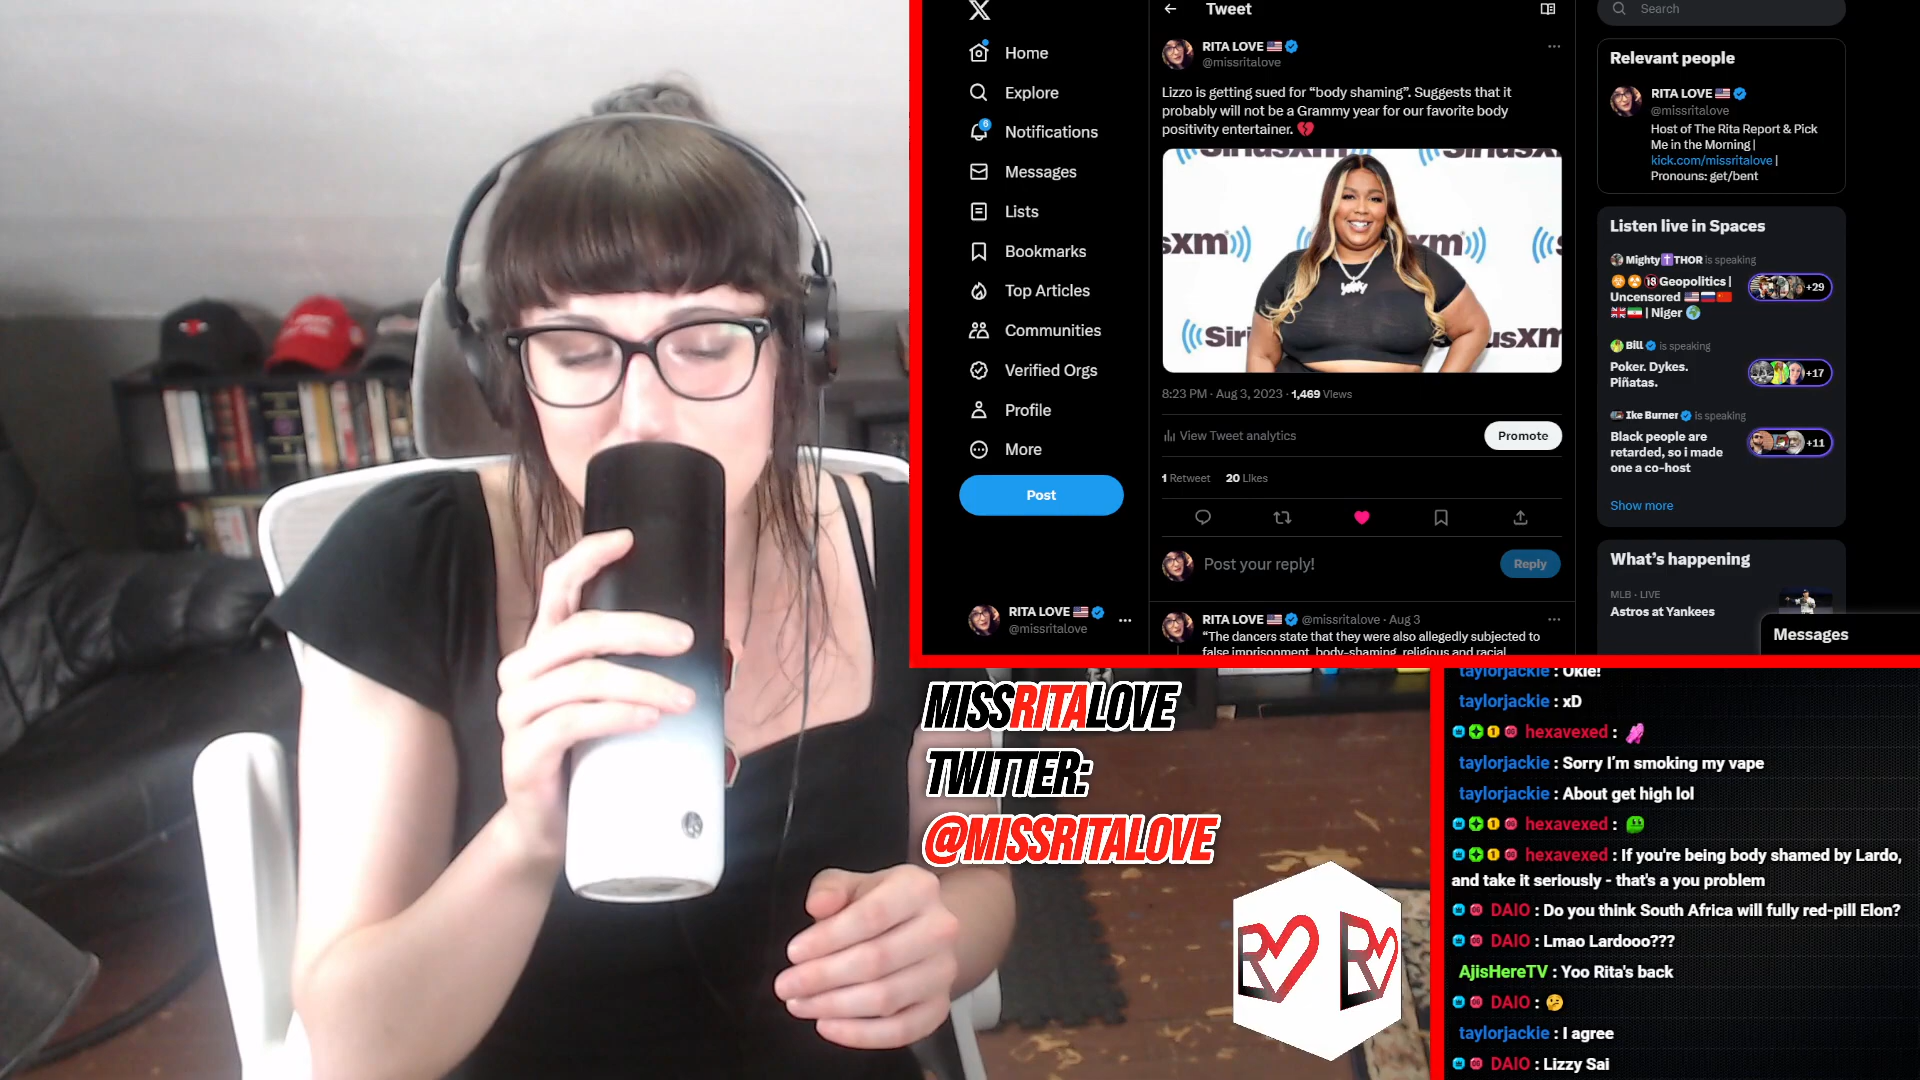 Home
Explore
6
Notifications
Messages
Lists
Bookmarks
Top Articles
Communities
Verified Orgs
Profile
More
Post
RITA LOVE
@missritalove
Tweet
RITA LOVE
@missritalove
Lizzo is getting sued for “body shaming”. Suggests that it
probably will not be a Grammy year for our favorite body
positivity entertainer.
8:23 PM · Aug 3, 2023 · 1,469 Views
View Tweet analytics
Promote
1 Retweet 20 Likes
Post your reply!
Reply
RITA LOVE @missritalove · Aug 3
“The dancers state that they were also allegedly subjected to
false imprisonment, body-shaming, religious and racial
Search
Relevant people
RITA LOVE
@missritalove
Host of The Rita Report & Pick
Me in the Morning |
kick.com/missritalove |
Pronouns: get/bent
Listen live in Spaces
Mighty✝️THOR is speaking
Geopolitics |
Uncensored
| Niger
+29
Bill is speaking
Poker. Dykes.
Piñatas.
+17
Ike Burner is speaking
Black people are
retarded, so i made
one a co-host
+11
Show more
What’s happening
MLB · LIVE
Astros at Yankees
Messages
MISSRITALOVE
TWITTER:
@MISSRITALOVE
taylorjackie : Okie!
taylorjackie : xD
hexavexed :
taylorjackie : Sorry I’m smoking my vape
taylorjackie : About get high lol
hexavexed :
hexavexed : If you're being body shamed by Lardo,
and take it seriously - that's a you problem
DAIO : Do you think South Africa will fully red-pill Elon?
DAIO : Lmao Lardooo???
AjisHereTV : Yoo Rita's back
DAIO : 🤔
taylorjackie : I agree
DAIO : Lizzy Sai